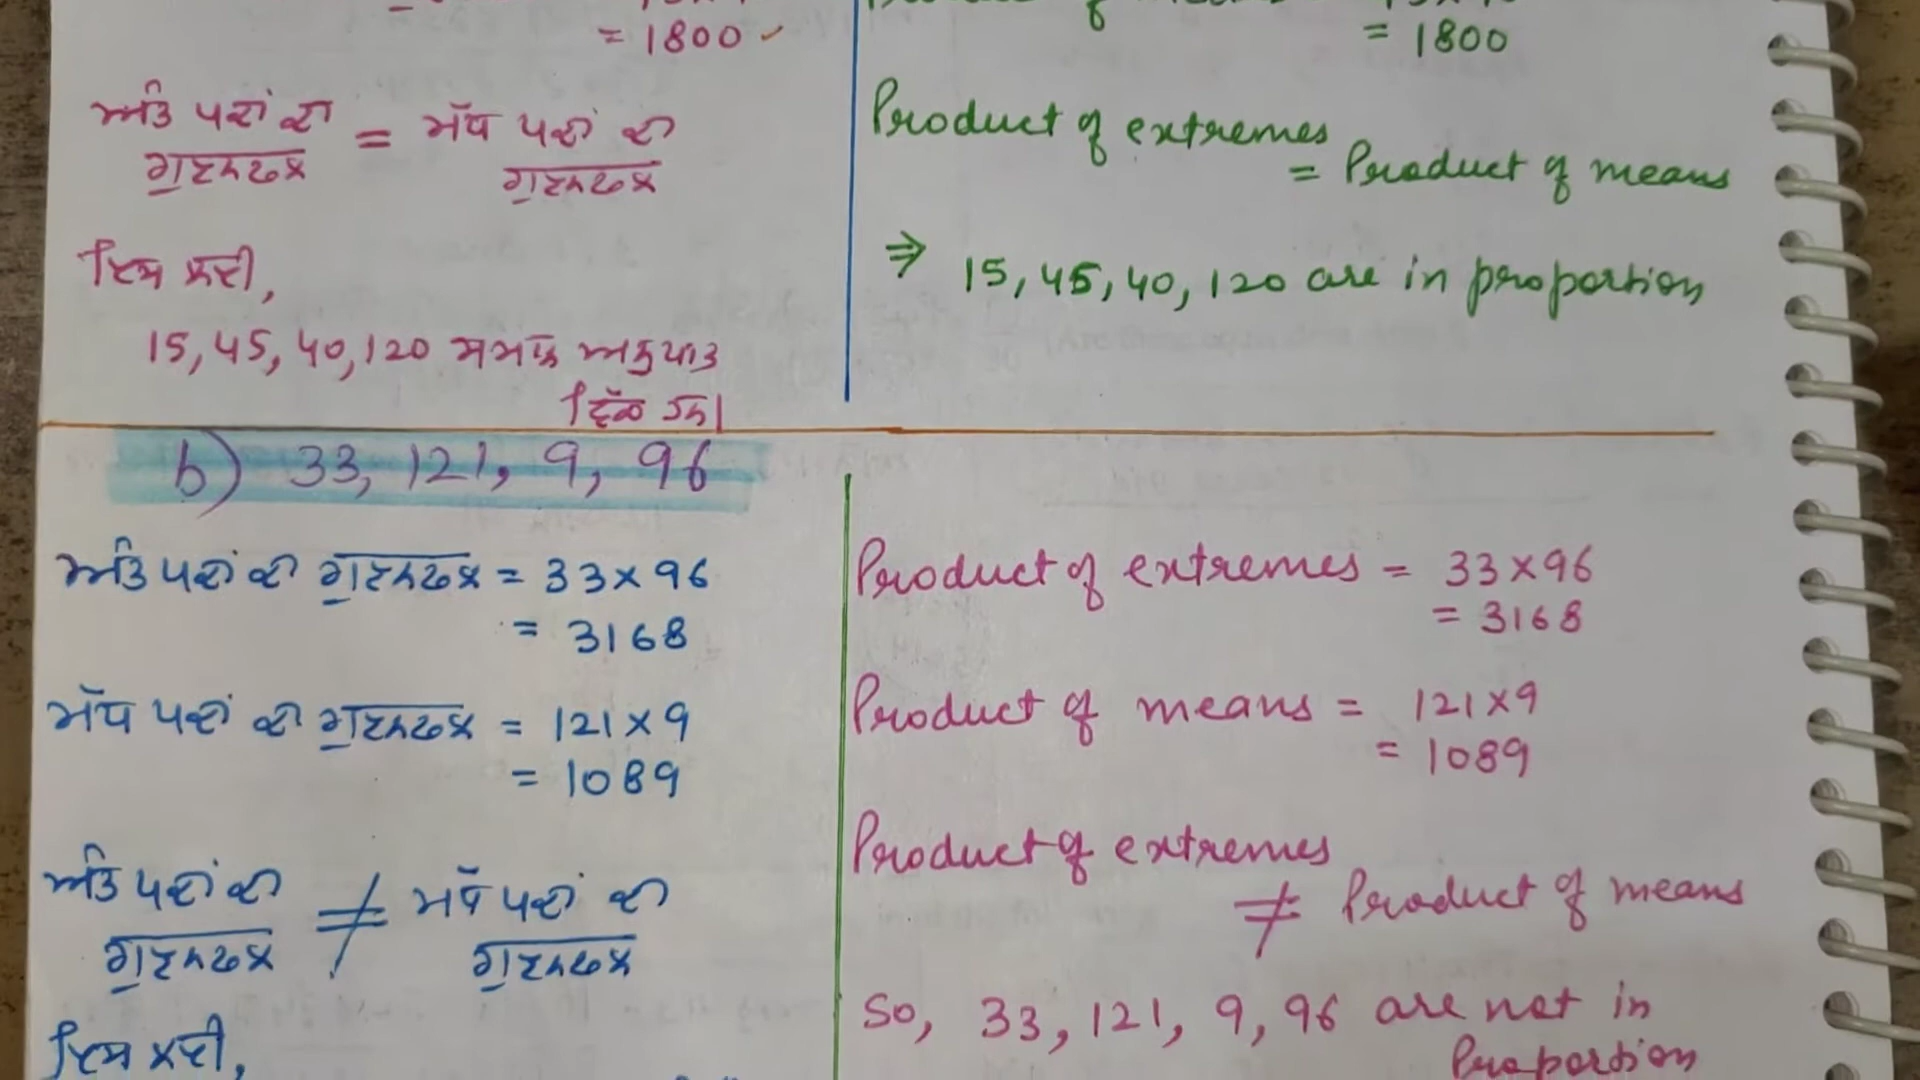 = 1800
ਅੰਤ ਪਦਾਂ ਦਾ = ਮੱਧ ਪਦਾਂ ਦਾ
ਗੁਣਨਫਲ ਗੁਣਨਫਲ
ਇਸ ਲਈ,
15, 45, 40, 120 ਸਮਾਨ ਅਨੁਪਾਤ
ਵਿੱਚ ਹਨ।
= 1800
Product of extremes
= Product of means
⇒ 15, 45, 40, 120 are in proportion
b) 33, 121, 9, 96
ਅੰਤ ਪਦਾਂ ਦਾ ਗੁਣਨਫਲ = 33 × 96
= 3168
ਮੱਧ ਪਦਾਂ ਦਾ ਗੁਣਨਫਲ = 121 × 9
= 1089
ਅੰਤ ਪਦਾਂ ਦਾ ≠ ਮੱਧ ਪਦਾਂ ਦਾ
ਗੁਣਨਫਲ ਗੁਣਨਫਲ
ਇਸ ਲਈ,
Product of extremes = 33 × 96
= 3168
Product of means = 121 × 9
= 1089
Product of extremes
≠ Product of means
So, 33, 121, 9, 96 are not in
Proportion